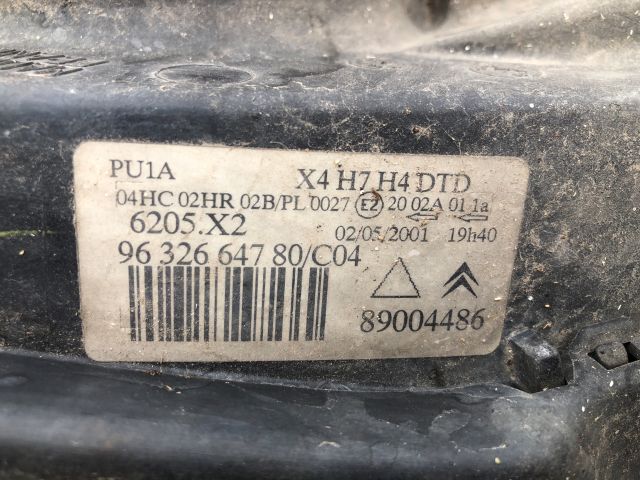 PU1A X4 H7 H4 DTD
04HC 02HR 02B/PL 0027 E2 20 02A 01 1a
6205.X2 02/05/2001 19h40
96 326 647 80/C04
89004486